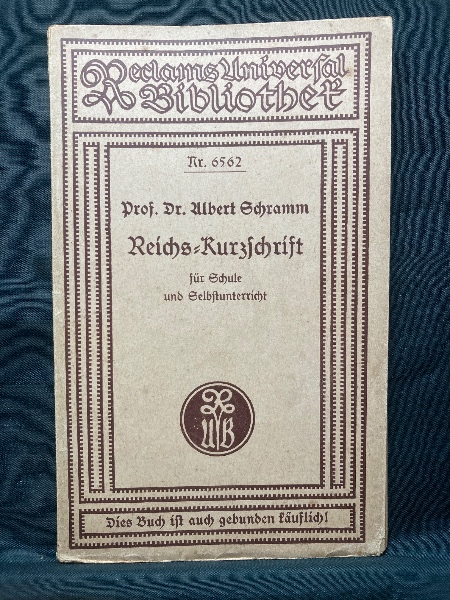 Reclams Universal
Bibliothek
Nr. 6562
Prof. Dr. Albert Schramm
Reichs-Kurzschrift
für Schule
und Selbstunterricht
R
UB
Dies Buch ist auch gebunden käuflich!